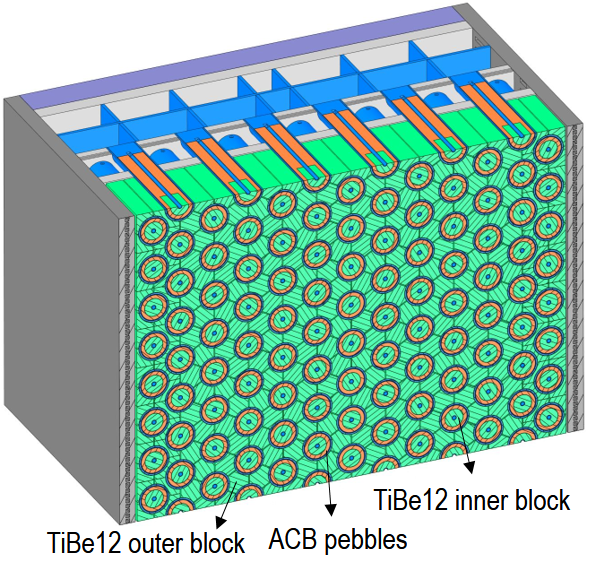 TiBe12 inner block
TiBe12 outer block
ACB pebbles